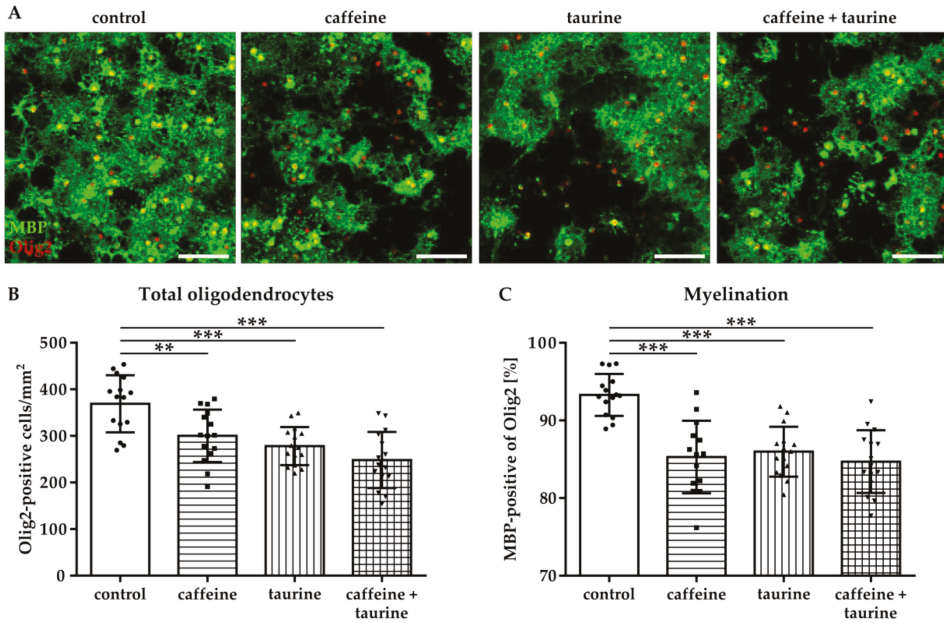 A
control
caffeine
taurine
caffeine + taurine
MBP
Olig2
B
Total oligodendrocytes
***
***
**
Olig2-positive cells/mm²
500
400
300
200
100
0
control
caffeine
taurine
caffeine +
taurine
C
Myelination
***
***
***
MBP-positive of Olig2 [%]
100
90
80
70
control
caffeine
taurine
caffeine +
taurine